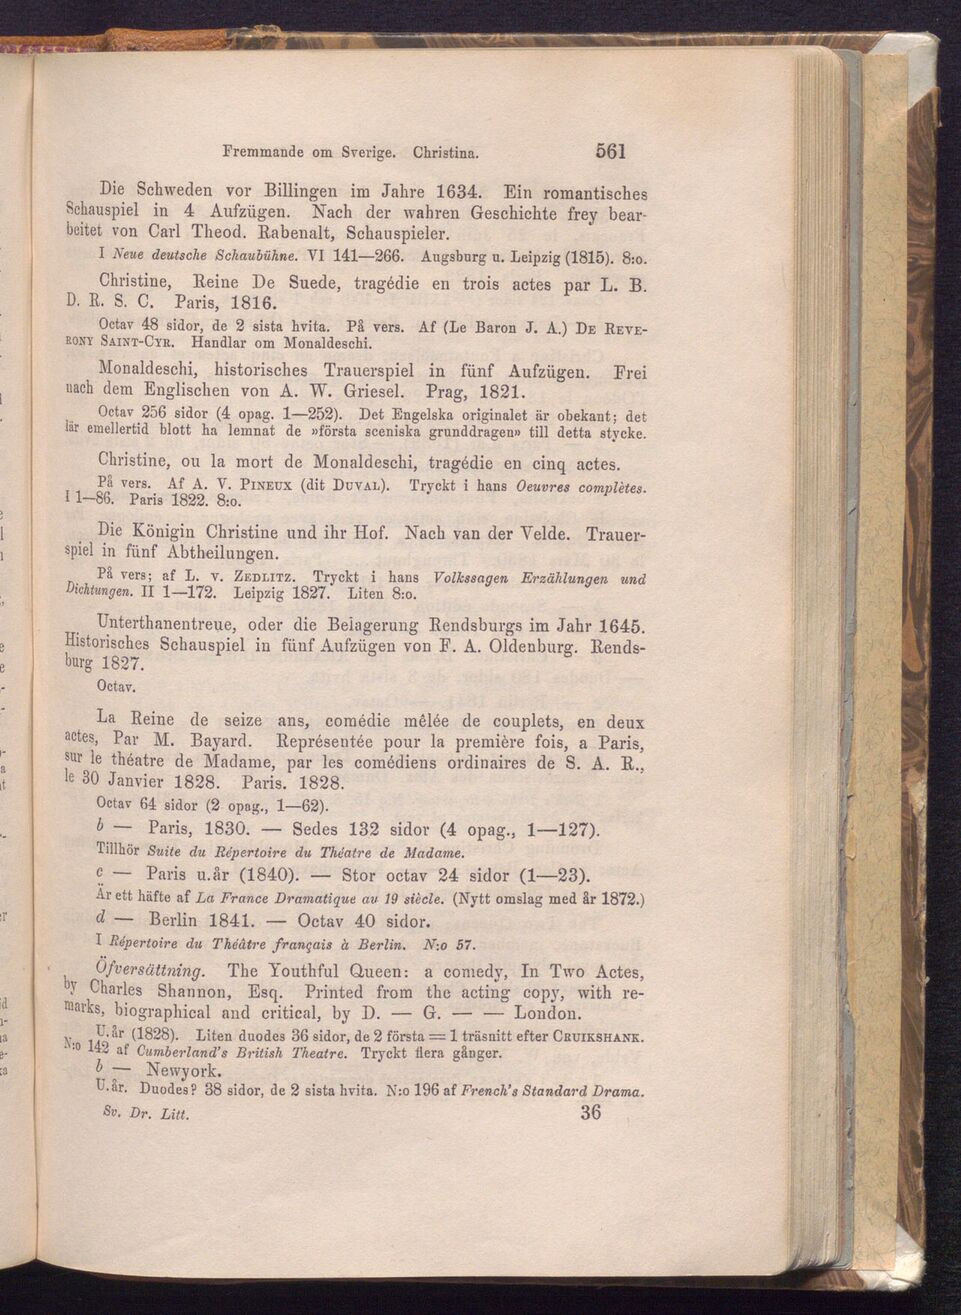 Fremmande om Sverige. Christina. 561
Die Schweden vor Billingen im Jahre 1634. Ein romantisches
Schauspiel in 4 Aufzügen. Nach der wahren Geschichte frey bear-
beitet von Carl Theod. Rabenalt, Schauspieler.
I Neue deutsche Schaubühne. VI 141—266. Augsburg u. Leipzig (1815). 8:o.
Christine, Reine De Suede, tragédie en trois actes par L. B.
D. R. S. C. Paris, 1816.
Octav 48 sidor, de 2 sista hvita. På vers. Af (Le Baron J. A.) De Reve-
rony Saint-Cyr. Handlar om Monaldeschi.
Monaldeschi, historisches Trauerspiel in fünf Aufzügen. Frei
nach dem Englischen von A. W. Griesel. Prag, 1821.
Octav 256 sidor (4 opag. 1—252). Det Engelska originalet är obekant; det
lär emellertid blott ha lemnat de »första sceniska grunddragen» till detta stycke.
Christine, ou la mort de Monaldeschi, tragédie en cinq actes.
På vers. Af A. V. Pineux (dit Duval). Tryckt i hans Oeuvres complètes.
I 1—86. Paris 1822. 8:o.
Die Königin Christine und ihr Hof. Nach van der Velde. Trauer-
spiel in fünf Abtheilungen.
På vers; af L. v. Zedlitz. Tryckt i hans Volkssagen Erzählungen und
Dichtungen. II 1—172. Leipzig 1827. Liten 8:o.
Unterthanentreue, oder die Belagerung Rendsburgs im Jahr 1645.
Historisches Schauspiel in fünf Aufzügen von F. A. Oldenburg. Rends-
burg 1827.
Octav.
La Reine de seize ans, comédie mêlée de couplets, en deux
actes, Par M. Bayard. Représentée pour la première fois, a Paris,
sur le théatre de Madame, par les comédiens ordinaires de S. A. R.,
le 30 Janvier 1828. Paris. 1828.
Octav 64 sidor (2 opag., 1—62).
b — Paris, 1830. — Sedes 132 sidor (4 opag., 1—127).
Tillhör Suite du Répertoire du Théatre de Madame.
c — Paris u.år (1840). — Stor octav 24 sidor (1—23).
Är ett häfte af La France Dramatique au 19 siècle. (Nytt omslag med år 1872.)
d — Berlin 1841. — Octav 40 sidor.
I Répertoire du Théâtre français à Berlin. N:o 57.
Öfversättning. The Youthful Queen: a comedy, In Two Acts,
by Charles Shannon, Esq. Printed from the acting copy, with re-
marks, biographical and critical, by D. — G. — — London.
U.år (1828). Liten duodes 36 sidor, de 2 första = 1 träsnitt efter Cruikshank.
N:o 142 af Cumberland's British Theatre. Tryckt flera gånger.
b — Newyork.
U.år. Duodes? 38 sidor, de 2 sista hvita. N:o 196 af French's Standard Drama.
Sv. Dr. Litt. 36